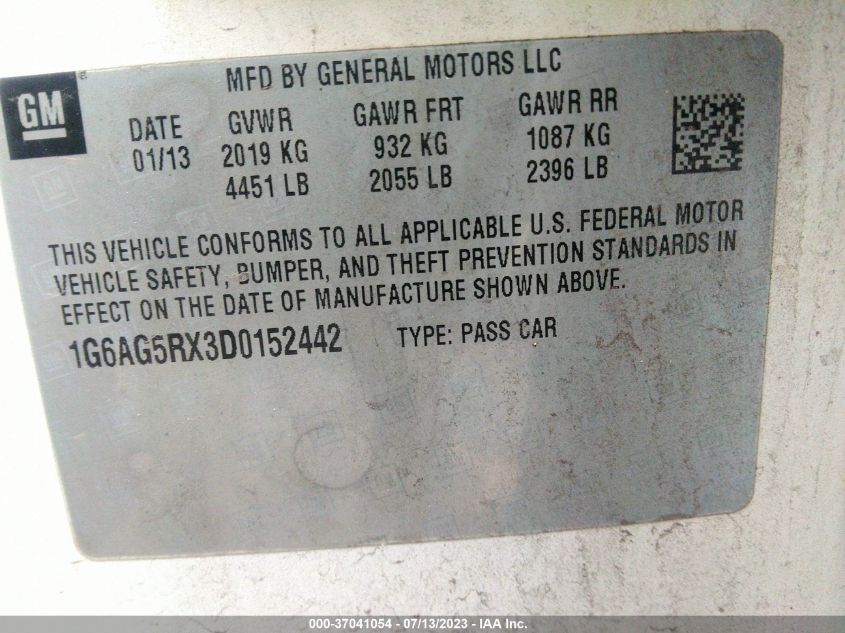 GM
MFD BY GENERAL MOTORS LLC
DATE GVWR GAWR FRT GAWR RR
01/13 2019 KG 932 KG 1087 KG
4451 LB 2055 LB 2396 LB
THIS VEHICLE CONFORMS TO ALL APPLICABLE U.S. FEDERAL MOTOR
VEHICLE SAFETY, BUMPER, AND THEFT PREVENTION STANDARDS IN
EFFECT ON THE DATE OF MANUFACTURE SHOWN ABOVE.
1G6AG5RX3D0152442 TYPE: PASS CAR
000-37041054 - 07/13/2023 - IAA Inc.